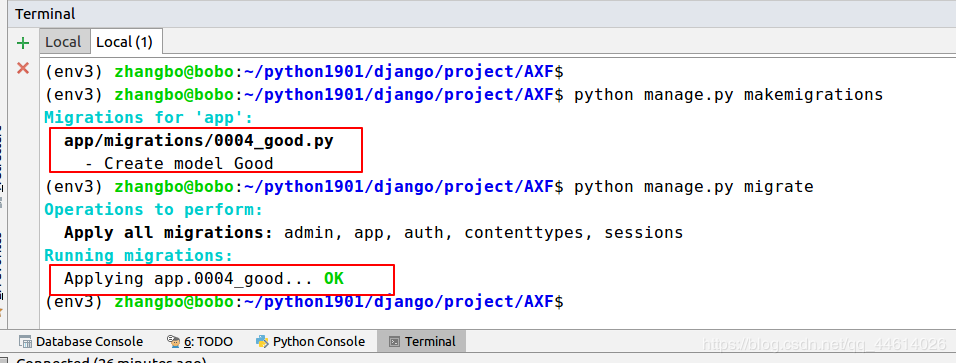 Terminal
Local Local (1)
(env3) zhangbo@bobo:~/python1901/django/project/AXF$
(env3) zhangbo@bobo:~/python1901/django/project/AXF$ python manage.py makemigrations
Migrations for 'app':
app/migrations/0004_good.py
- Create model Good
(env3) zhangbo@bobo:~/python1901/django/project/AXF$ python manage.py migrate
Operations to perform:
Apply all migrations: admin, app, auth, contenttypes, sessions
Running migrations:
Applying app.0004_good... OK
(env3) zhangbo@bobo:~/python1901/django/project/AXF$
Database Console 6: TODO Python Console Terminal
https://blog.csdn.net/qq_44614026
Connected (26 minutes ago)